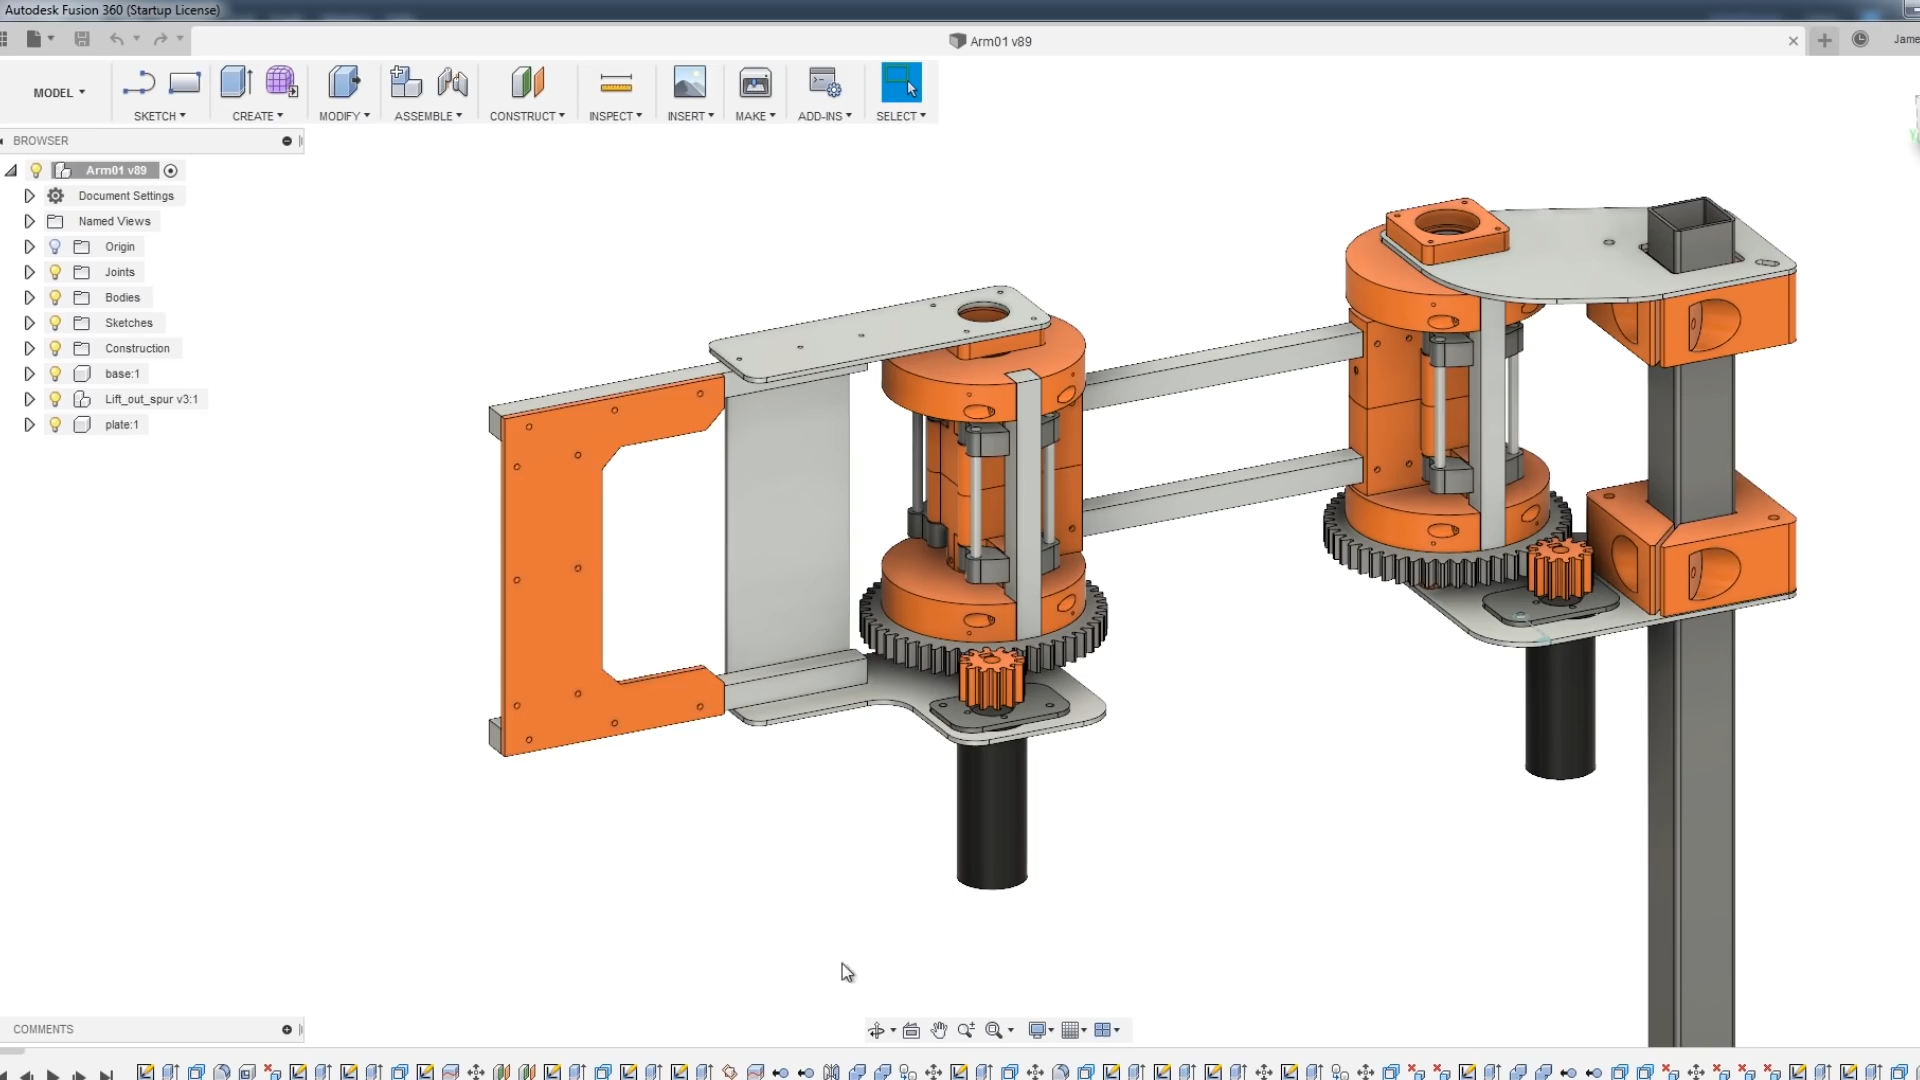 Autodesk Fusion 360 (Startup License)
Arm01 v89
Jame
MODEL
SKETCH
CREATE
MODIFY
ASSEMBLE
CONSTRUCT
INSPECT
INSERT
MAKE
ADD-INS
SELECT
BROWSER
Arm01 v89
Document Settings
Named Views
Origin
Joints
Bodies
Sketches
Construction
base:1
Lift_out_spur v3:1
plate:1
COMMENTS